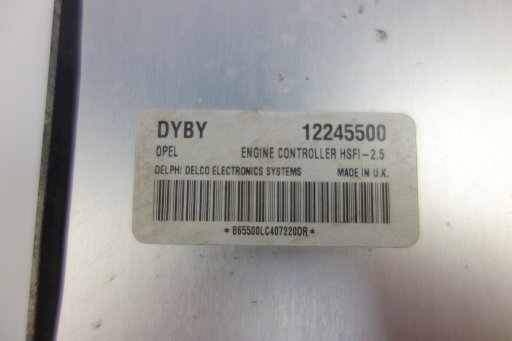 DYBY 12245500
OPEL ENGINE CONTROLLER HSFI-2.5
DELPHI DELCO ELECTRONICS SYSTEMS MADE IN U.K.
*865500LC407220DR*